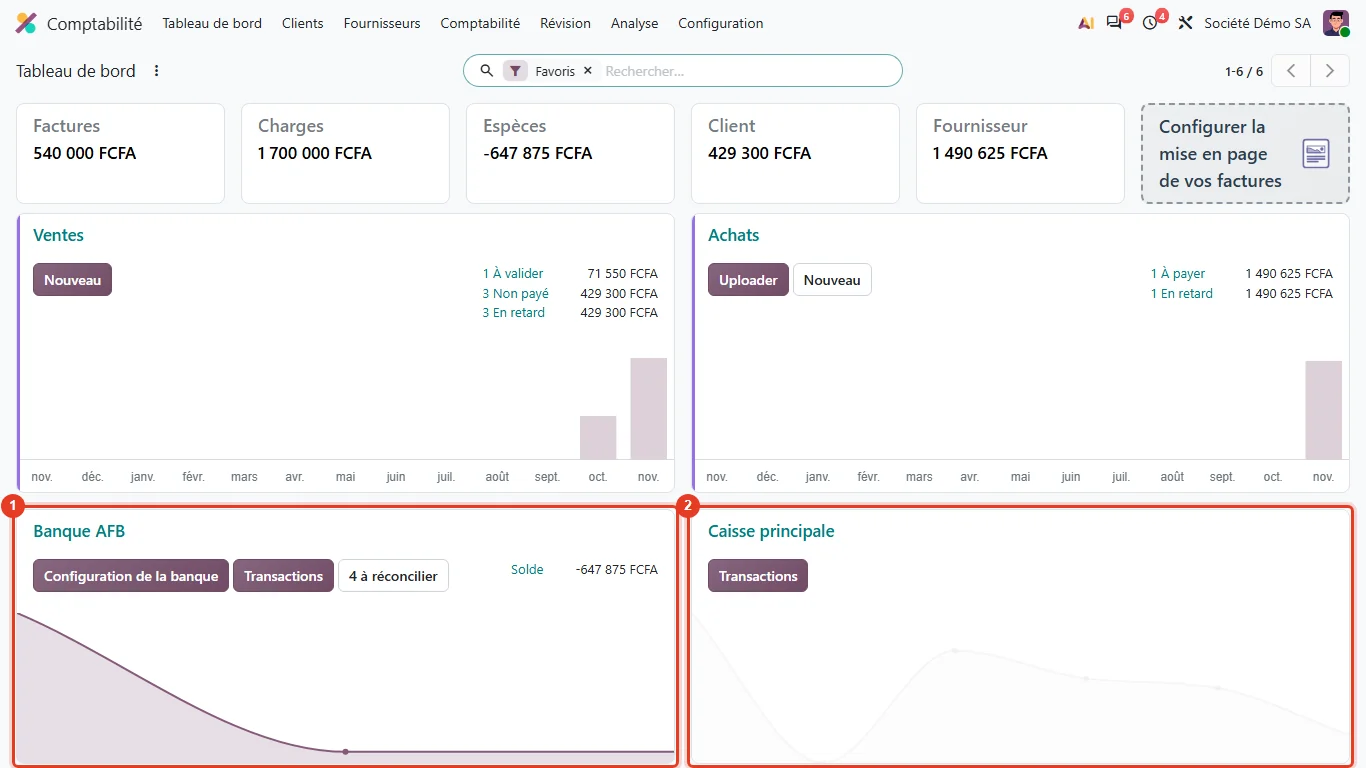 Comptabilité Tableau de bord Clients Fournisseurs Comptabilité Révision Analyse Configuration AI 6 4 Société Démo SA
Tableau de bord Favoris × Rechercher... 1-6 / 6
Factures
540 000 FCFA
Charges
1 700 000 FCFA
Espèces
-647 875 FCFA
Client
429 300 FCFA
Fournisseur
1 490 625 FCFA
Configurer la
mise en page
de vos factures
Ventes
Nouveau
1 À valider 71 550 FCFA
3 Non payé 429 300 FCFA
3 En retard 429 300 FCFA
nov. déc. janv. févr. mars avr. mai juin juil. août sept. oct. nov.
Achats
Uploader Nouveau
1 À payer 1 490 625 FCFA
1 En retard 1 490 625 FCFA
nov. déc. janv. févr. mars avr. mai juin juil. août sept. oct. nov.
1
Banque AFB
Configuration de la banque Transactions 4 à réconcilier Solde -647 875 FCFA
2
Caisse principale
Transactions